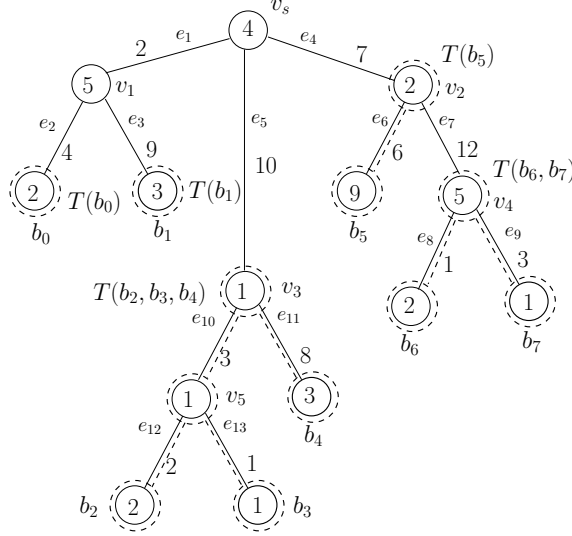 v_s
4
e_1
e_4
2
7
T(b_5)
5
v_1
2
v_2
e_2
e_3
e_5
e_6
e_7
4
9
6
12
10
T(b_6, b_7)
2
T(b_0)
3
T(b_1)
9
5
v_4
b_0
b_1
b_5
e_8
e_9
1
3
T(b_2, b_3, b_4)
1
v_3
2
1
e_10
e_11
b_6
b_7
3
8
1
v_5
3
e_12
e_13
b_4
2
1
b_2
2
1
b_3